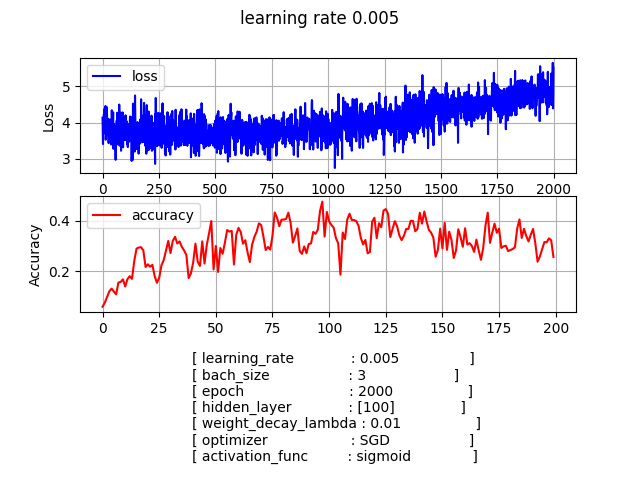 learning rate 0.005
loss
Loss
5
4
3
0 250 500 750 1000 1250 1500 1750 2000
accuracy
Accuracy
0.4
0.2
0 25 50 75 100 125 150 175 200
[ learning_rate : 0.005 ]
[ bach_size : 3 ]
[ epoch : 2000 ]
[ hidden_layer : [100] ]
[ weight_decay_lambda : 0.01 ]
[ optimizer : SGD ]
[ activation_func : sigmoid ]